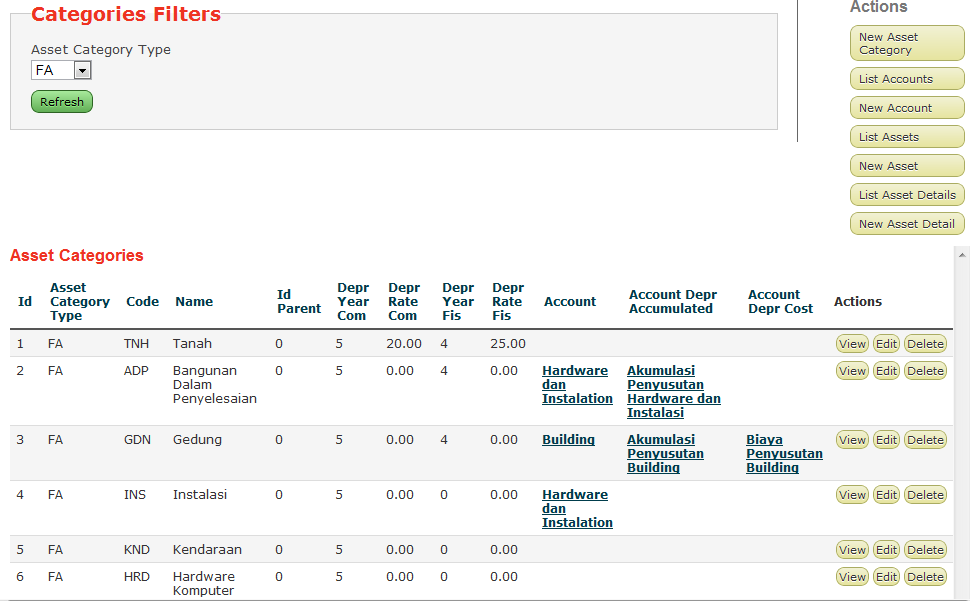 Categories Filters
Asset Category Type
FA
Refresh
Actions
New Asset
Category
List Accounts
New Account
List Assets
New Asset
List Asset Details
New Asset Detail
Asset Categories
Id Asset Category Type Code Name Id Parent Depr Year Com Depr Rate Com Depr Year Fis Depr Rate Fis Account Account Depr Accumulated Account Depr Cost Actions
1 FA TNH Tanah 0 5 20.00 4 25.00 View Edit Delete
2 FA ADP Bangunan 0 5 0.00 4 0.00 Hardware Akumulasi View Edit Delete
Dalam dan Penyusutan
Penyelesaian Instalation Hardware dan
Instalasi
3 FA GDN Gedung 0 5 0.00 4 0.00 Building Akumulasi Biaya View Edit Delete
Penyusutan Penyusutan
Building Building
4 FA INS Instalasi 0 5 0.00 0 0.00 Hardware View Edit Delete
dan
Instalation
5 FA KND Kendaraan 0 5 0.00 0 0.00 View Edit Delete
6 FA HRD Hardware 0 5 0.00 0 0.00 View Edit Delete
Komputer